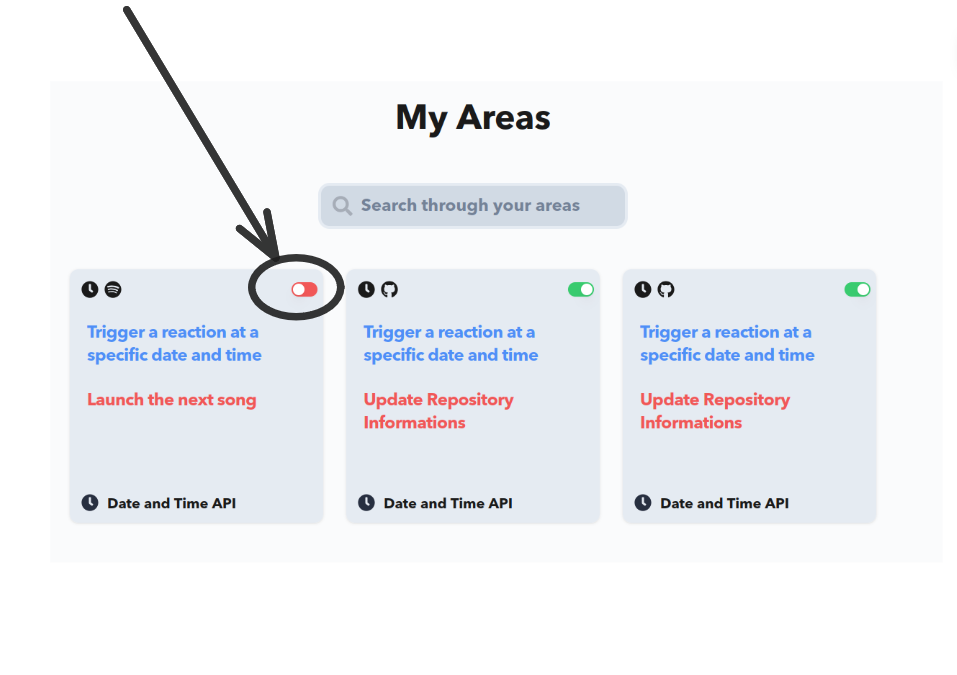 My Areas
Search through your areas
Trigger a reaction at a
specific date and time
Launch the next song
Date and Time API
Trigger a reaction at a
specific date and time
Update Repository
Informations
Date and Time API
Trigger a reaction at a
specific date and time
Update Repository
Informations
Date and Time API